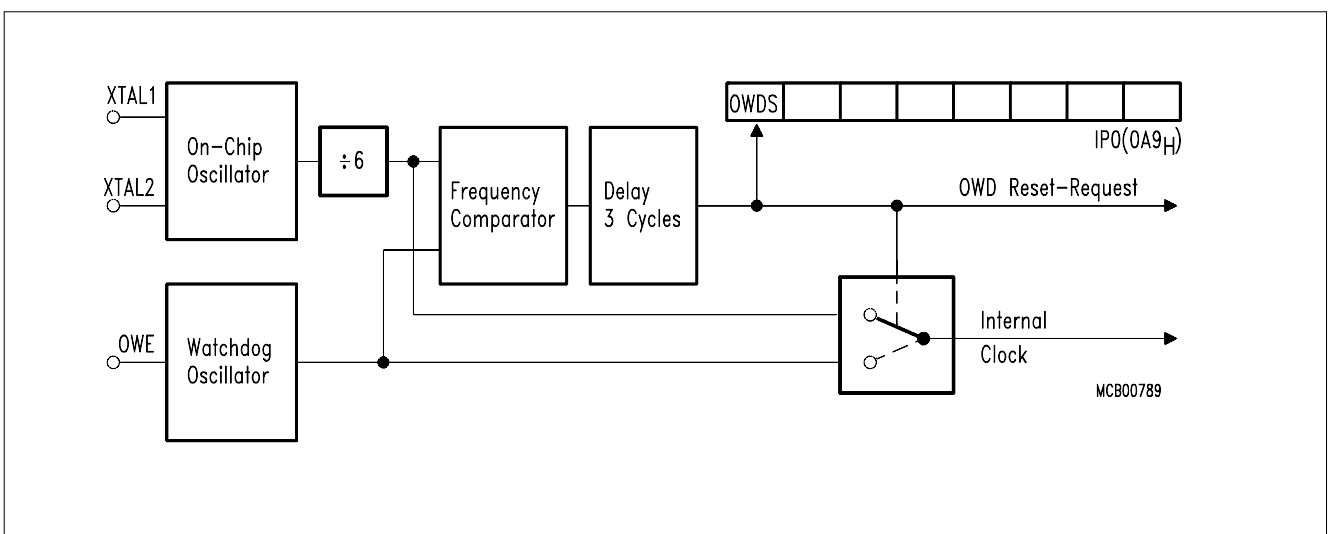 XTAL1
XTAL2
On-Chip
Oscillator
÷6
Frequency
Comparator
Delay
3 Cycles
OWDS
IP0(0A9H)
OWD Reset-Request
OWE
Watchdog
Oscillator
Internal
Clock
MCB00789